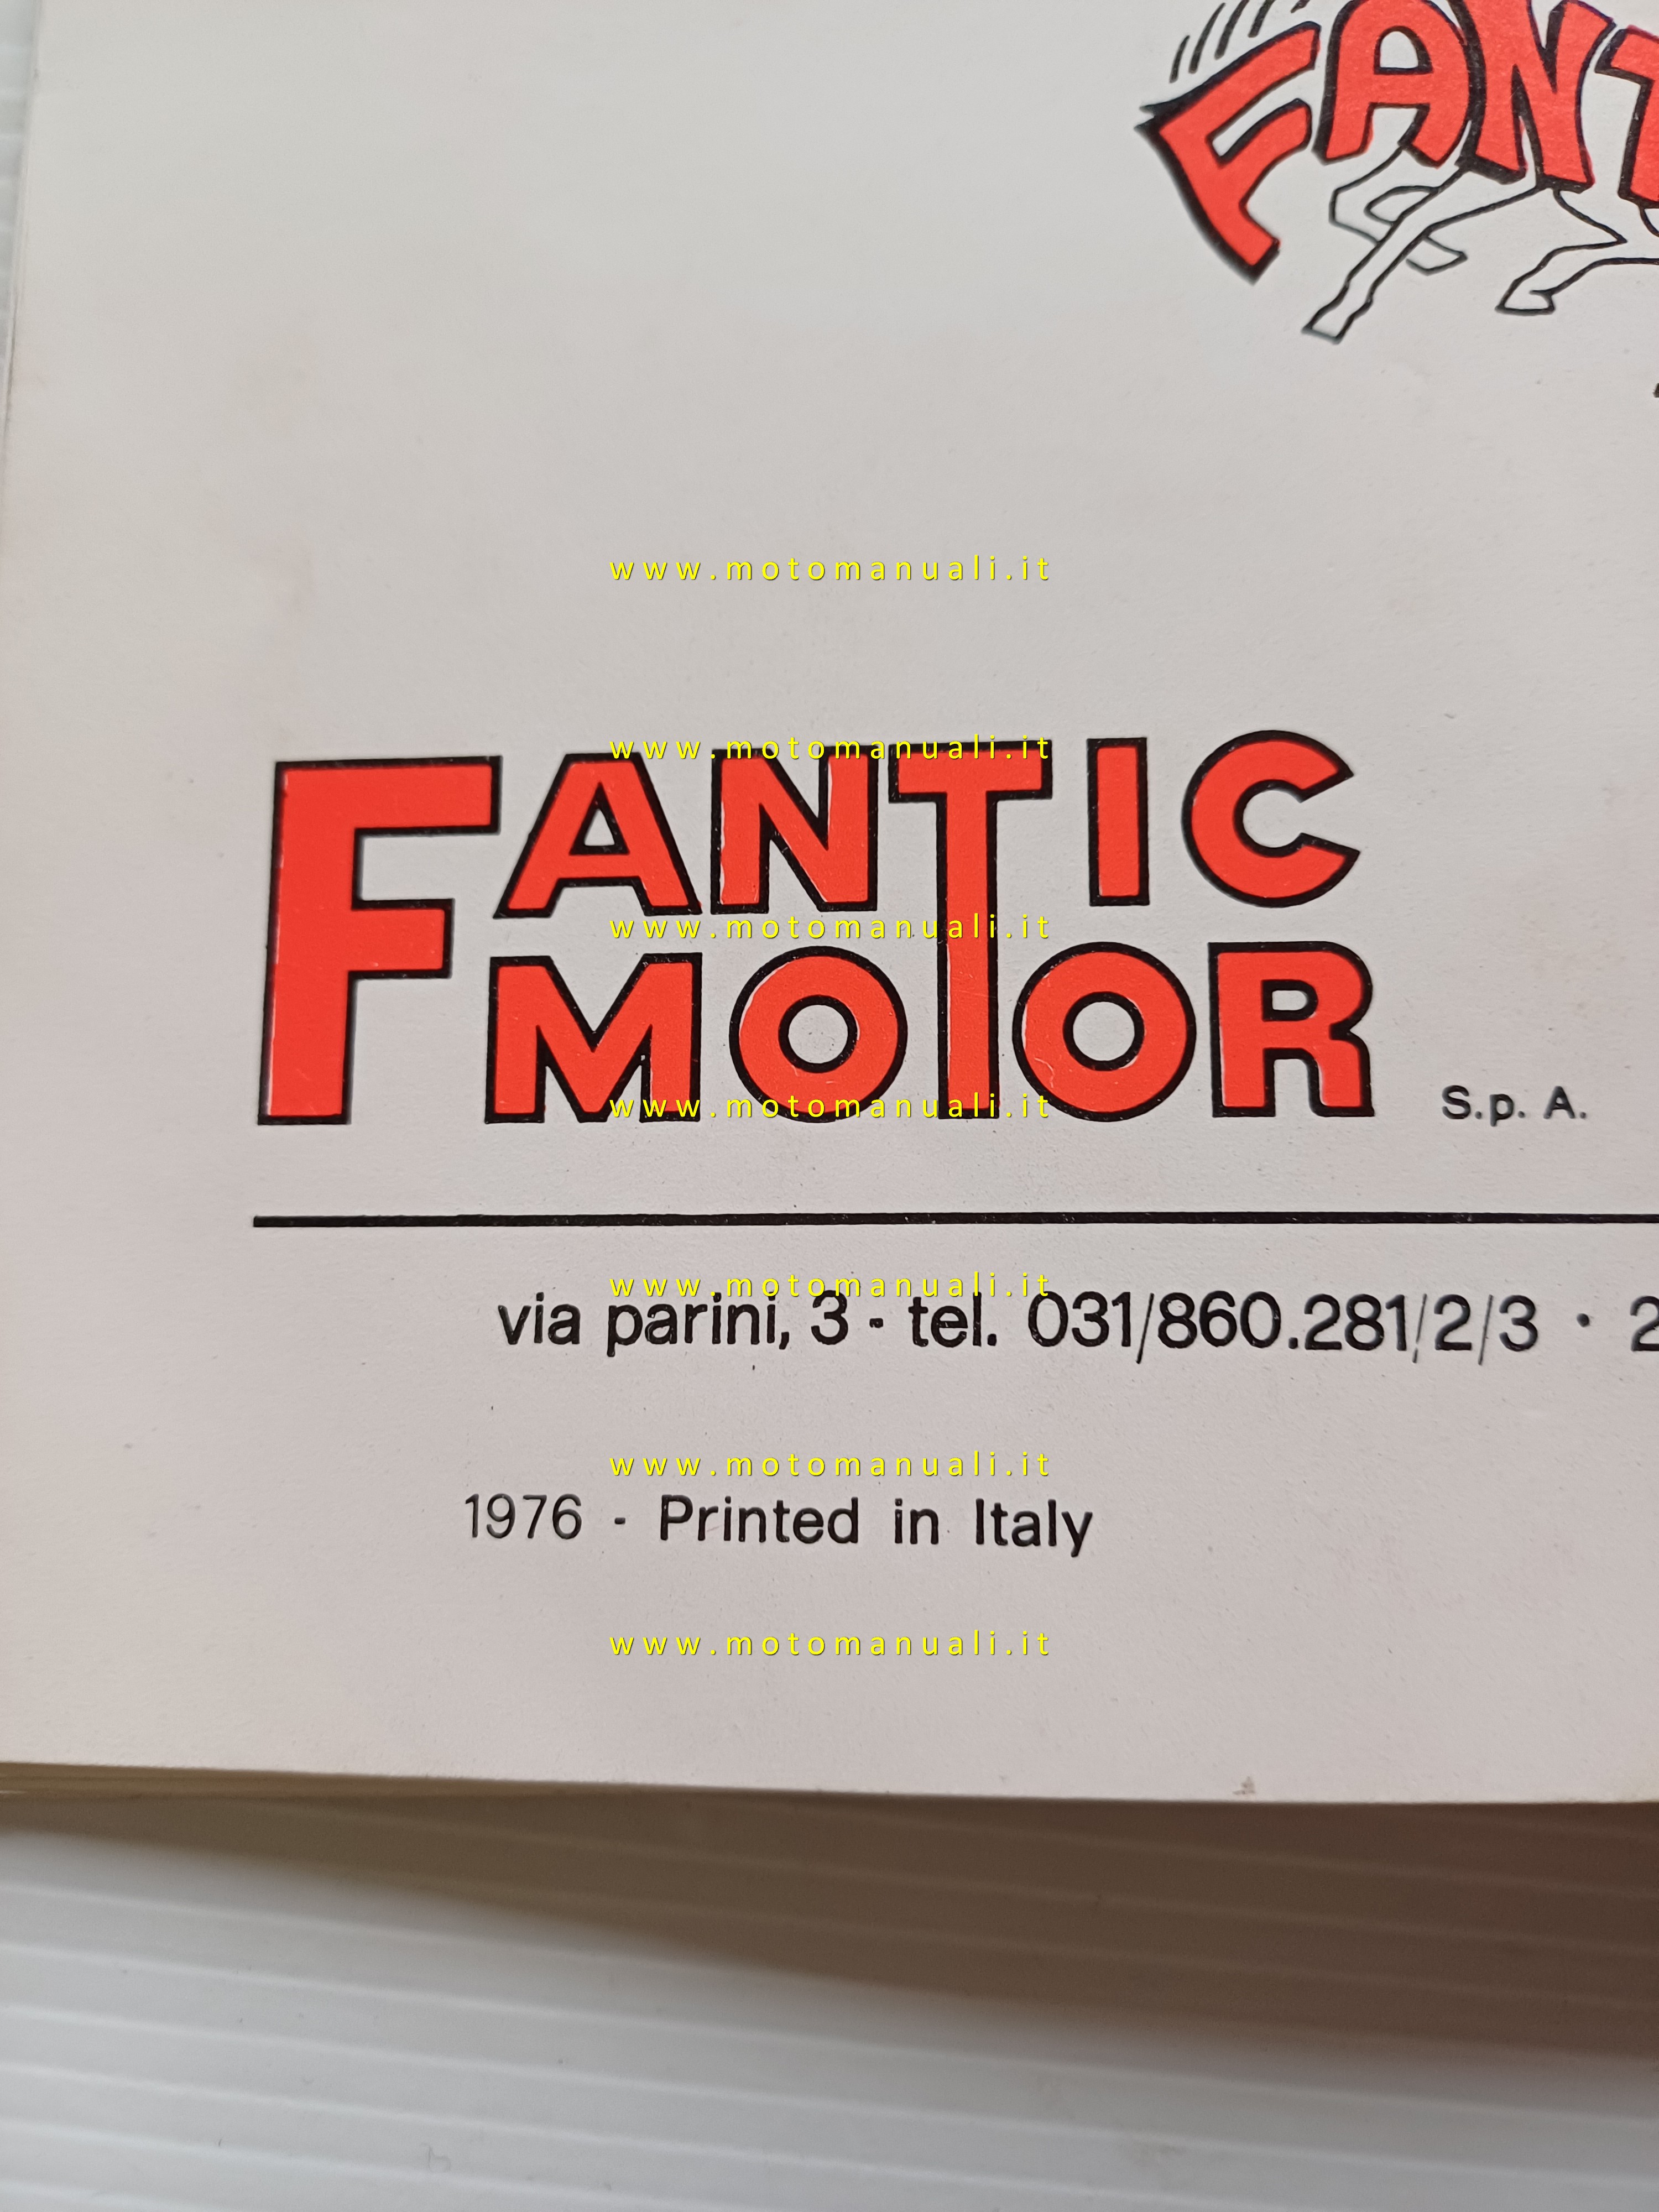 FANT
www.motomanuali.it
www.motomanuali.it
FANTIC
www.motomanuali.it
MOTOR S.p. A.
www.motomanuali.it
www.motomanuali.it
via parini, 3 - tel. 031/860.281/2/3 · 2
www.motomanuali.it
1976 - Printed in Italy
www.motomanuali.it